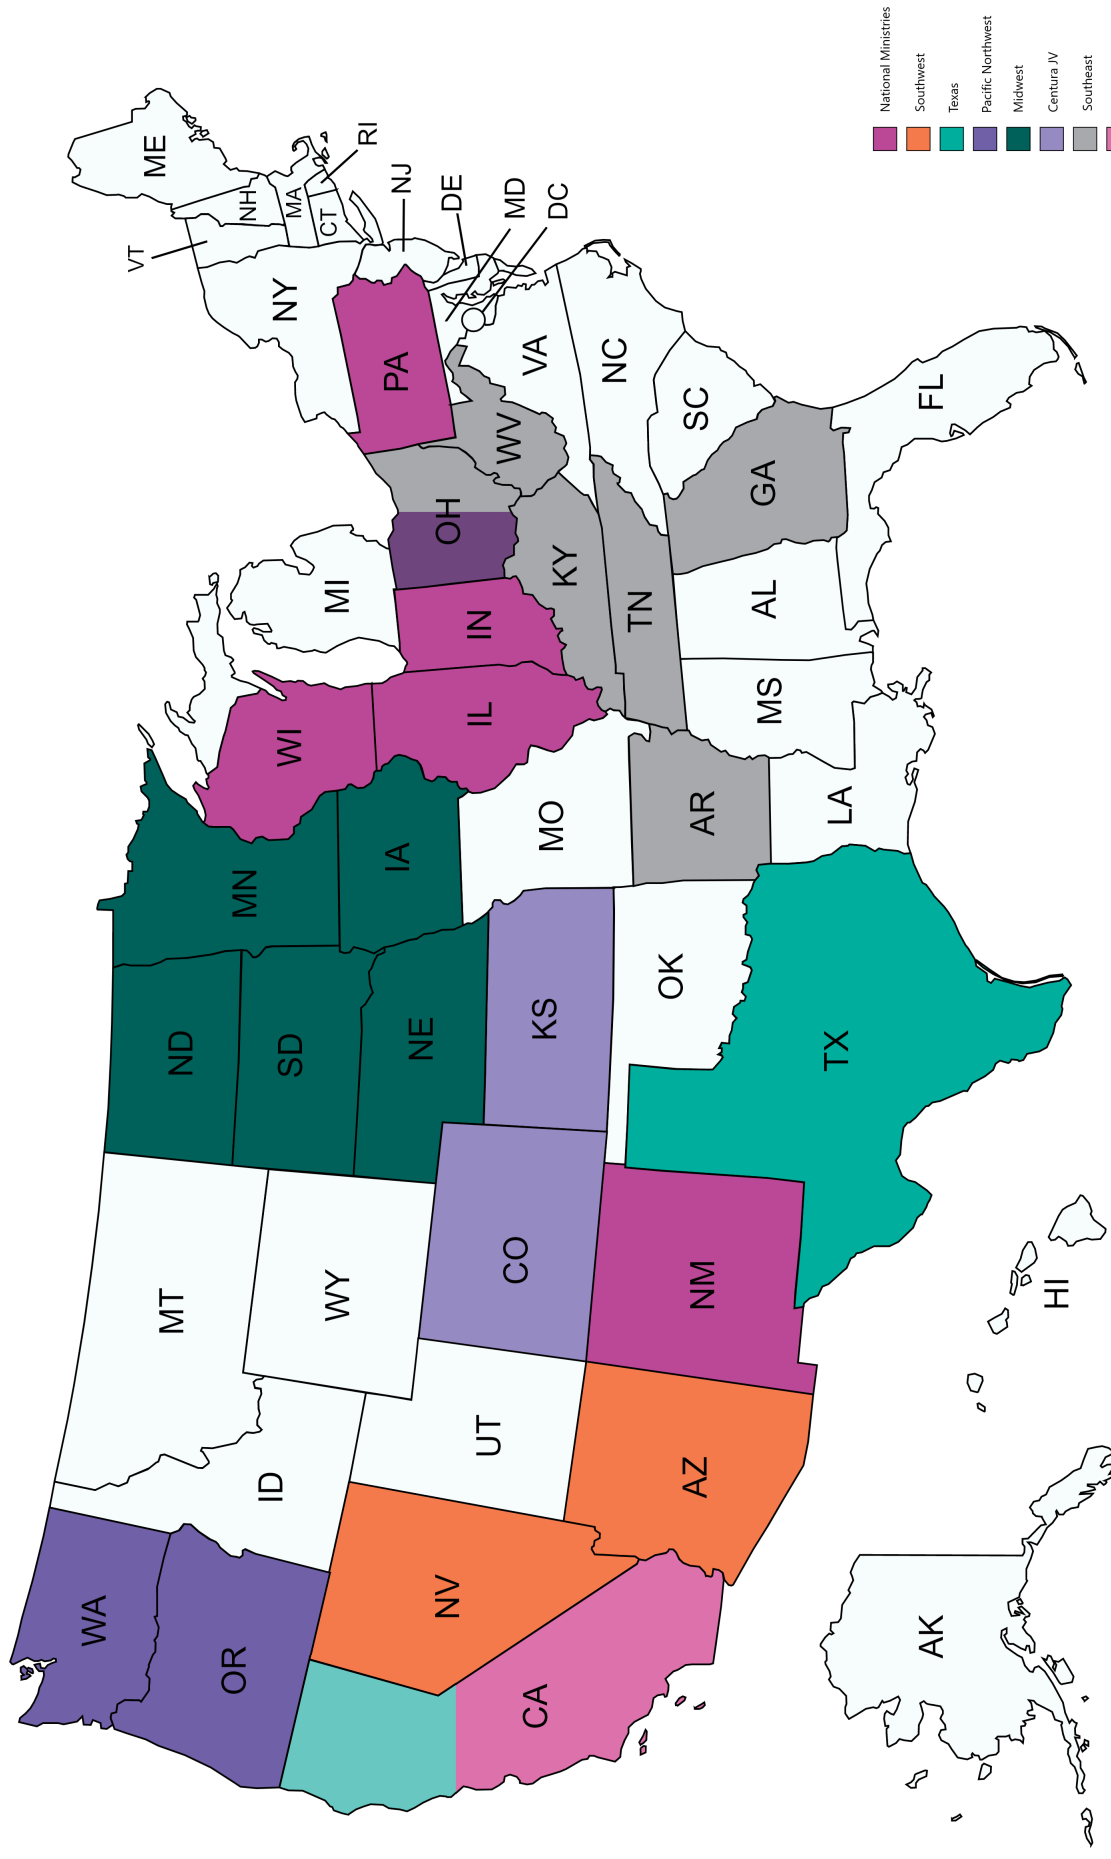 WA
OR
CA
NV
ID
MT
WY
UT
AZ
CO
NM
ND
SD
NE
KS
OK
TX
MN
IA
MO
AR
LA
WI
IL
MI
IN
OH
KY
TN
MS
AL
GA
FL
SC
NC
VA
WV
PA
NY
VT
NH
ME
MA
CT
RI
NJ
DE
MD
DC
AK
HI
National Ministries
Southwest
Texas
Pacific Northwest
Midwest
Centura JV
Southeast